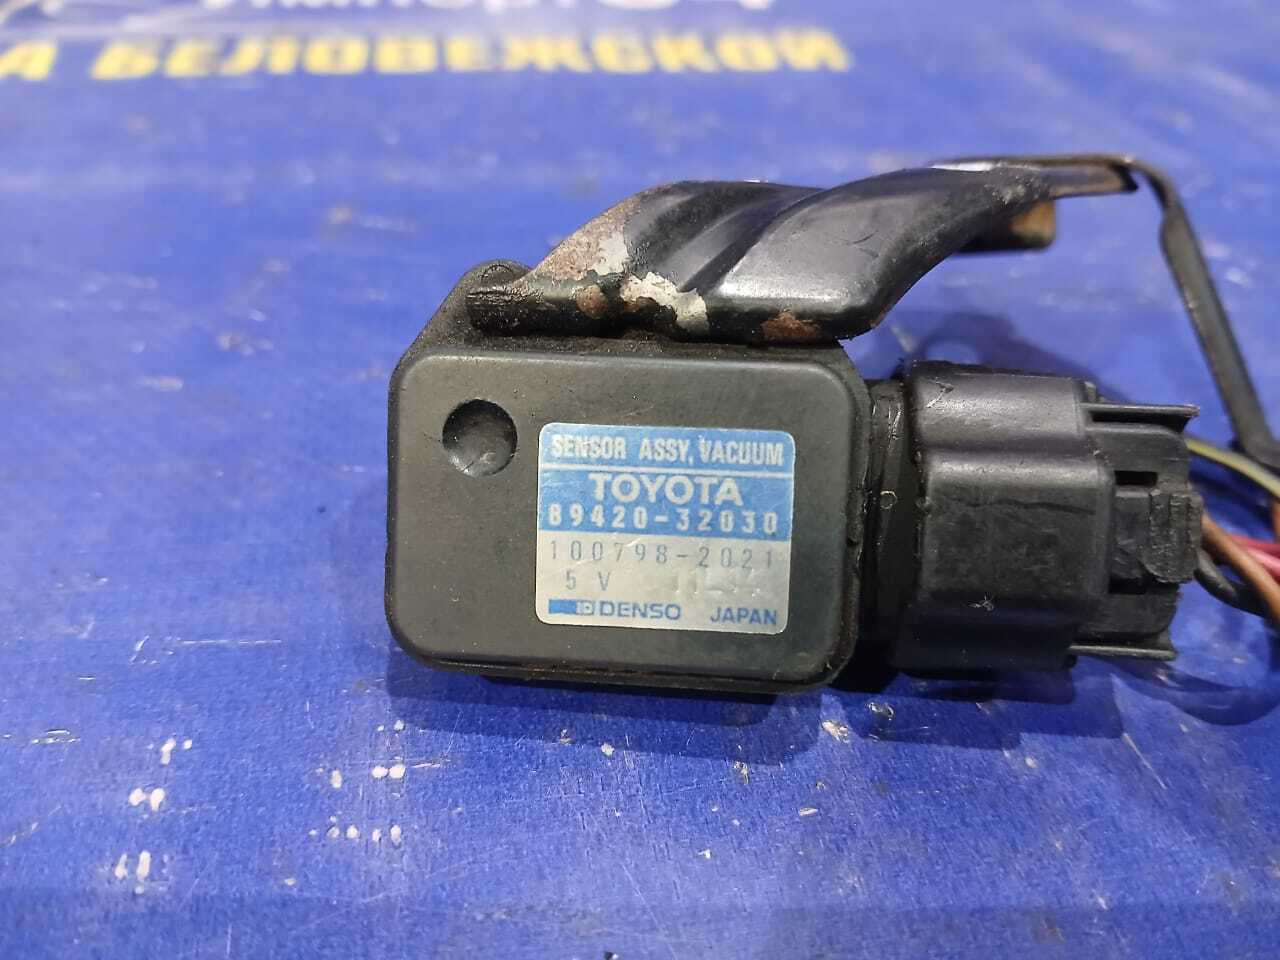 А БЕЛОВЕЖСКОЙ
SENSOR ASSY, VACUUM
TOYOTA
89420-32030
100798-2021
5 V
DENSO JAPAN